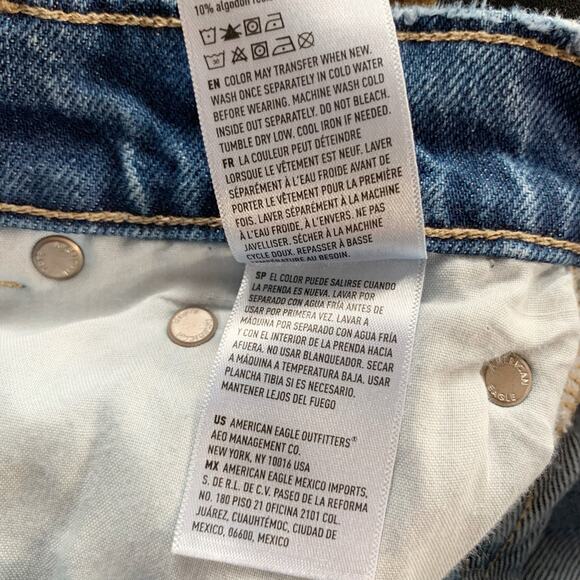 10% algodón
EN COLOR MAY TRANSFER WHEN NEW.
WASH ONCE SEPARATELY IN COLD WATER
BEFORE WEARING. MACHINE WASH COLD
INSIDE OUT SEPARATELY. DO NOT BLEACH.
TUMBLE DRY LOW. COOL IRON IF NEEDED.
FR LA COULEUR PEUT DÉTEINDRE
LORSQUE LE VÊTEMENT EST NEUF. LAVER
SÉPARÉMENT À L'EAU FROIDE AVANT DE
PORTER LE VÊTEMENT POUR LA PREMIÈRE
FOIS. LAVER SÉPARÉMENT À LA MACHINE
À L'EAU FROIDE, À L'ENVERS. NE PAS
JAVELLISER. SÉCHER À LA MACHINE
CYCLE DOUX. REPASSER À BASSE
TEMPÉRATURE AU BESOIN.
SP EL COLOR PUEDE SALIRSE CUANDO
LA PRENDA ES NUEVA. LAVAR POR
SEPARADO CON AGUA FRÍA ANTES DE
USAR POR PRIMERA VEZ. LAVAR A
MÁQUINA POR SEPARADO CON AGUA FRÍA
Y CON EL INTERIOR DE LA PRENDA HACIA
AFUERA. NO USAR BLANQUEADOR. SECAR
A MÁQUINA A TEMPERATURA BAJA. USAR
PLANCHA TIBIA SI ES NECESARIO.
MANTENER LEJOS DEL FUEGO
US AMERICAN EAGLE OUTFITTERS®
AEO MANAGEMENT CO.
NEW YORK, NY 10016 USA
MX AMERICAN EAGLE MEXICO IMPORTS,
S. DE R.L. DE C.V. PASEO DE LA REFORMA
NO. 180 PISO 21 OFICINA 2101 COL.
JUÁREZ, CUAUHTÉMOC, CIUDAD DE
MEXICO, 06600, MEXICO
AMERICAN
EAGLE